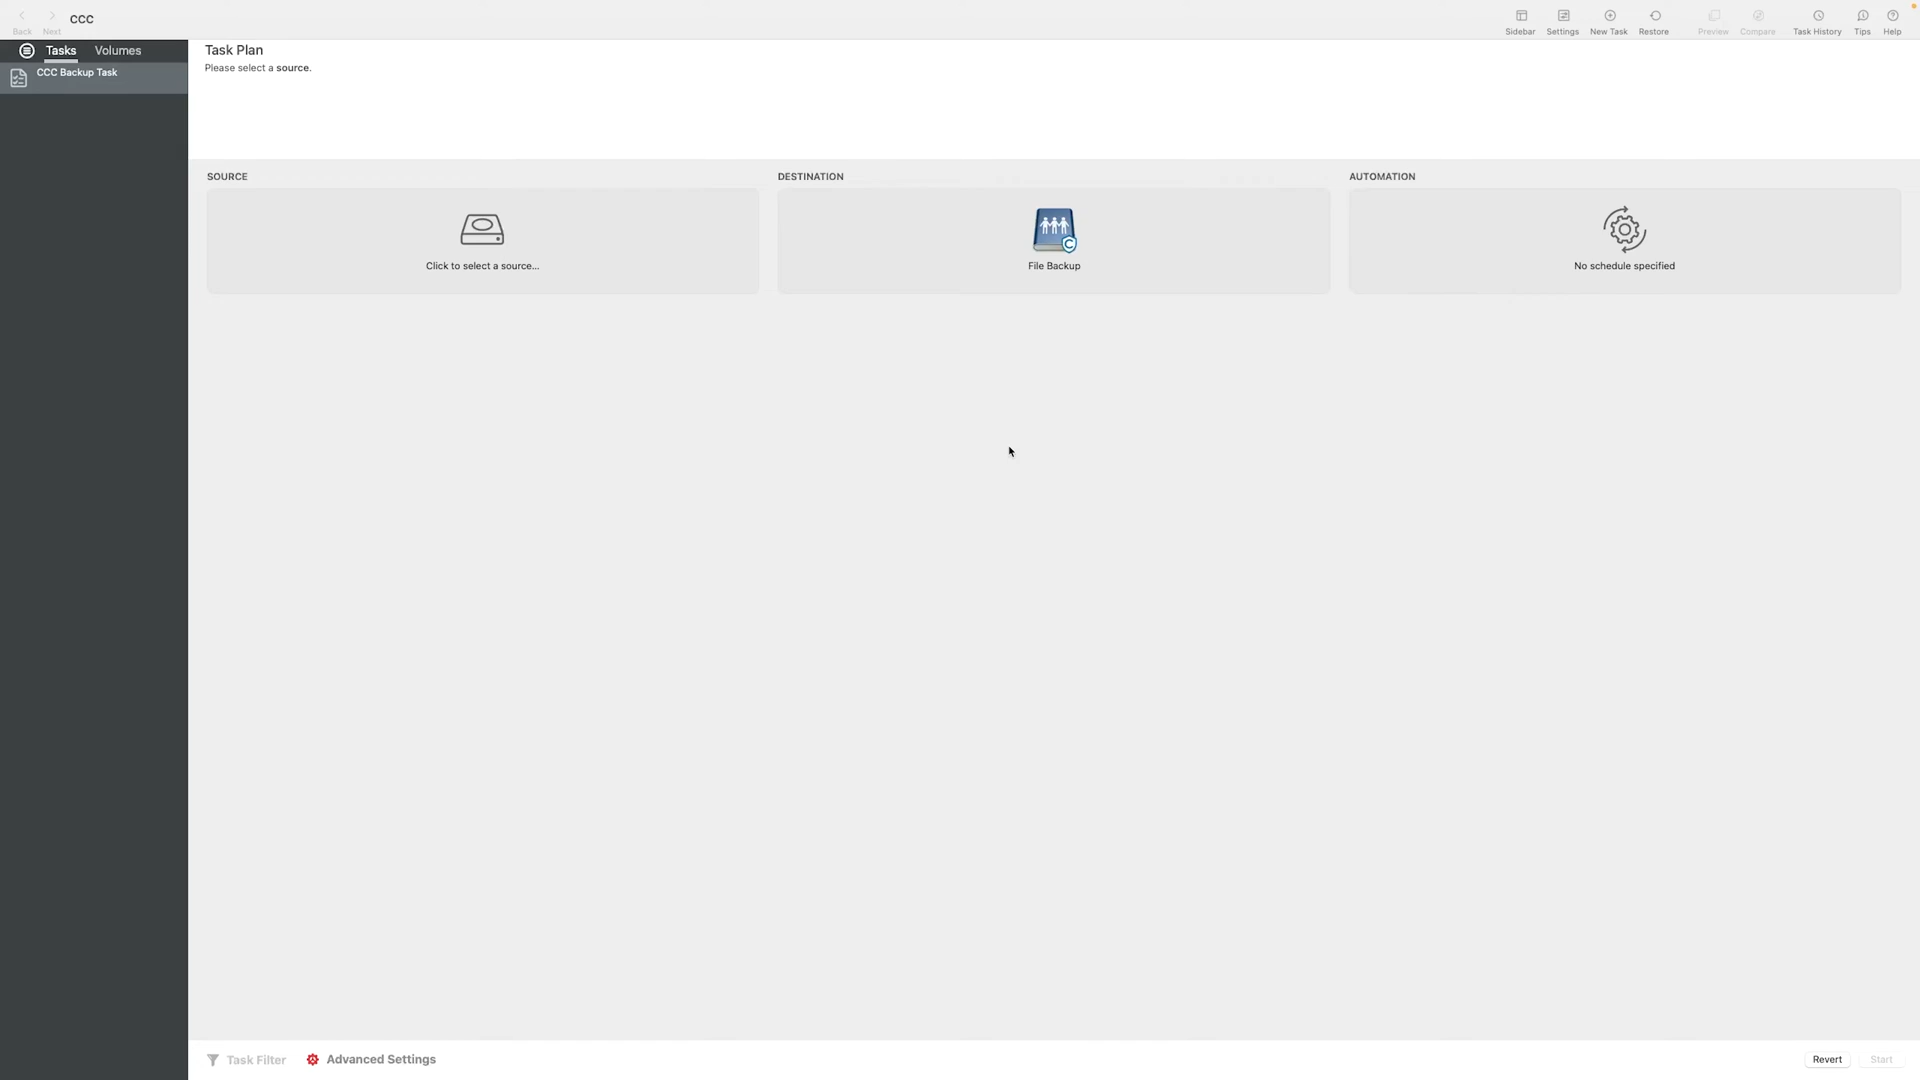 CCC
Back
Next
Sidebar
Settings
New Task
Restore
Preview
Compare
Task History
Tips
Help
Tasks
Volumes
CCC Backup Task
Task Plan
Please select a source.
SOURCE
DESTINATION
AUTOMATION
Click to select a source...
File Backup
No schedule specified
Task Filter
Advanced Settings
Revert
Start